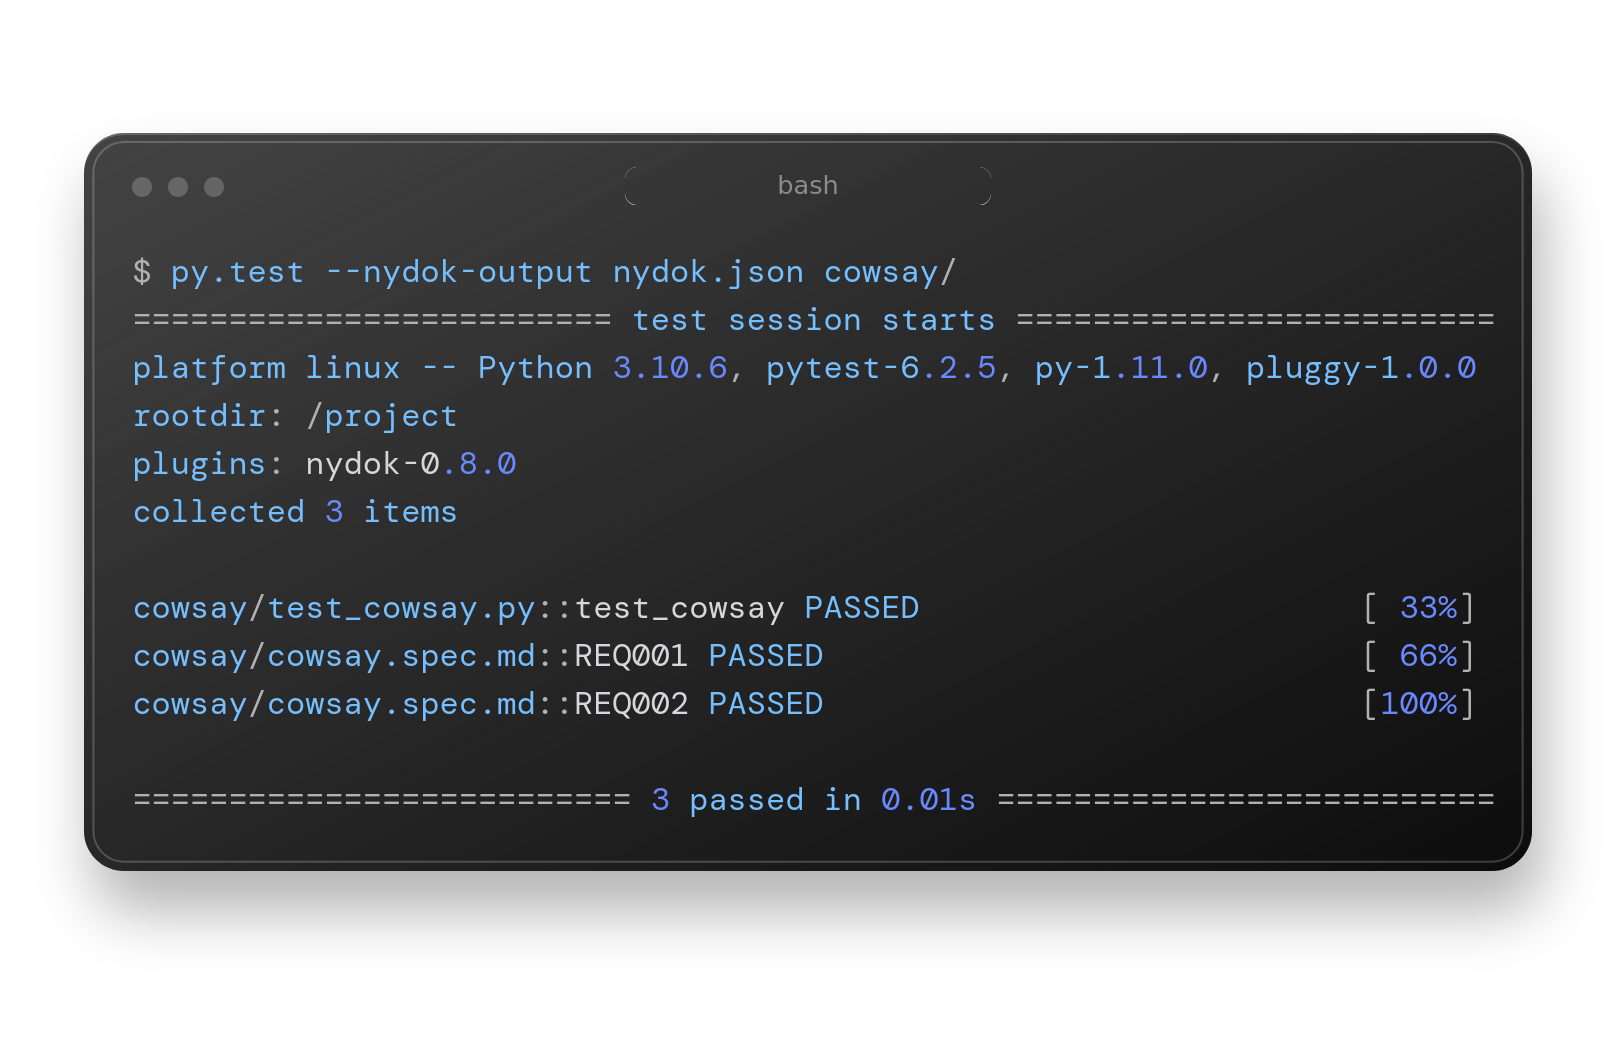 bash
$ py.test --nydok-output nydok.json cowsay/
========================= test session starts =========================
platform linux -- Python 3.10.6, pytest-6.2.5, py-1.11.0, pluggy-1.0.0
rootdir: /project
plugins: nydok-0.8.0
collected 3 items
cowsay/test_cowsay.py::test_cowsay PASSED                       [ 33%]
cowsay/cowsay.spec.md::REQ001 PASSED                            [ 66%]
cowsay/cowsay.spec.md::REQ002 PASSED                            [100%]
========================== 3 passed in 0.01s ==========================